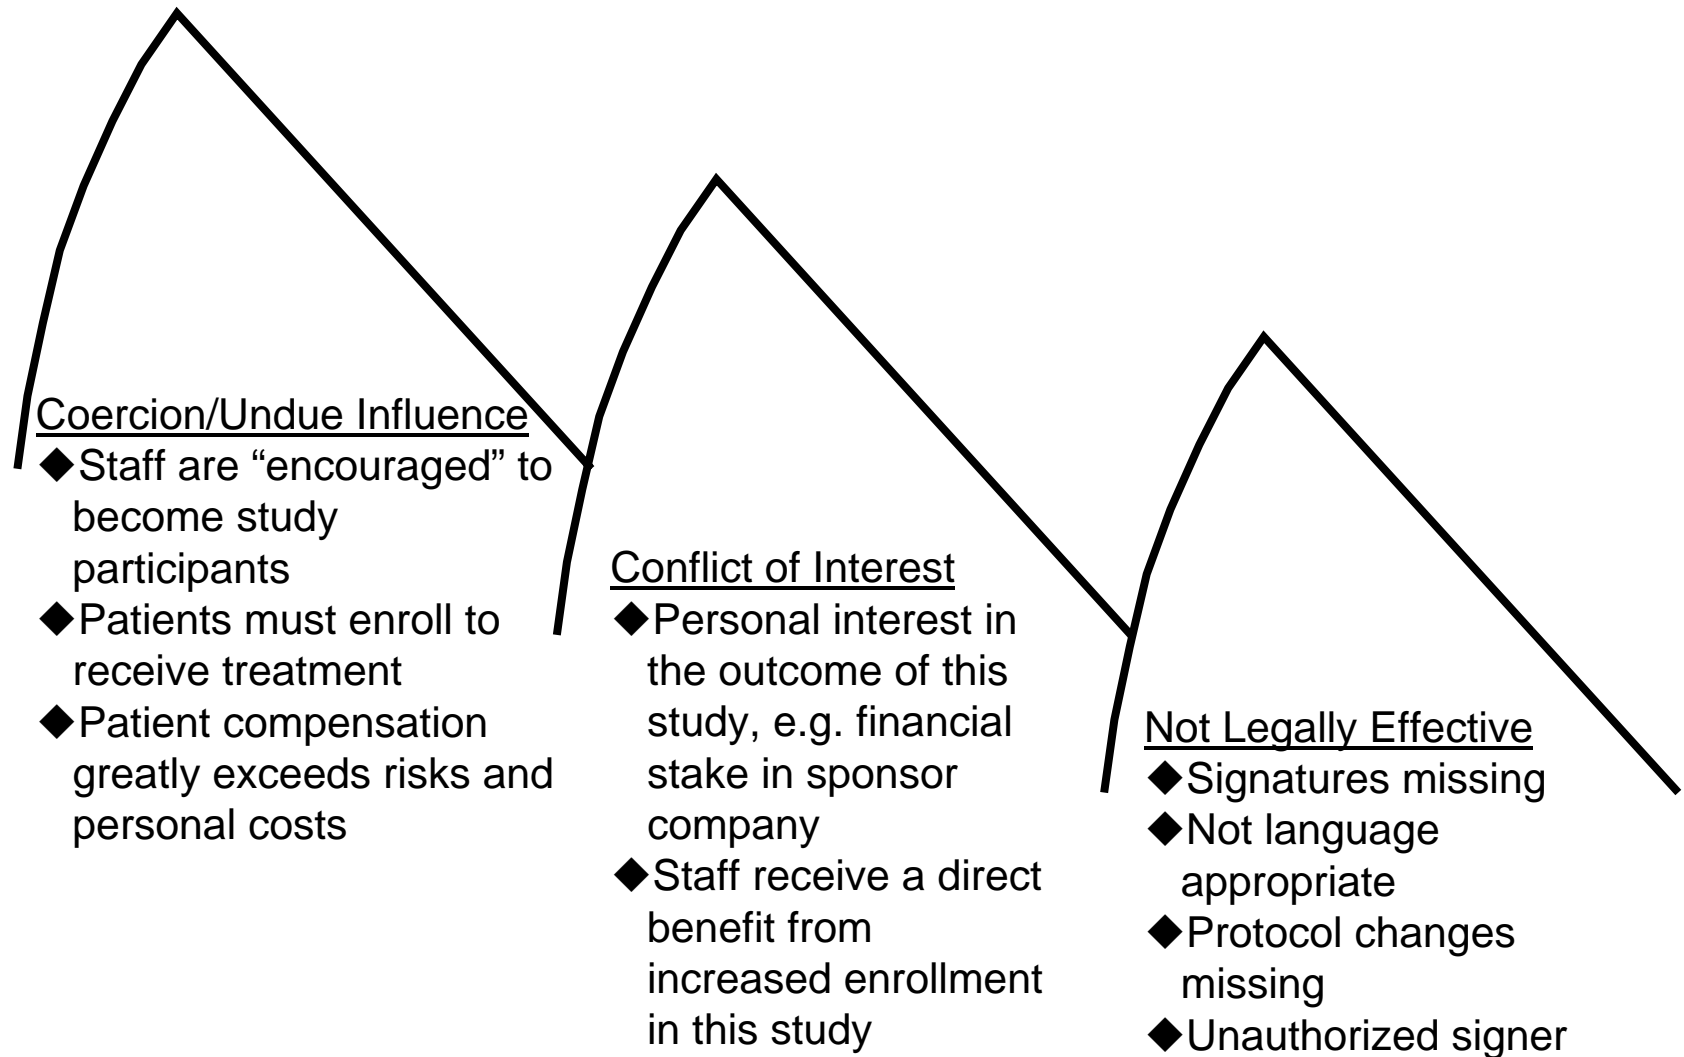 Coercion/Undue Influence
◆Staff are “encouraged” to
become study
participants
◆Patients must enroll to
receive treatment
◆Patient compensation
greatly exceeds risks and
personal costs
Conflict of Interest
◆Personal interest in
the outcome of this
study, e.g. financial
stake in sponsor
company
◆Staff receive a direct
benefit from
increased enrollment
in this study
Not Legally Effective
◆Signatures missing
◆Not language
appropriate
◆Protocol changes
missing
◆Unauthorized signer